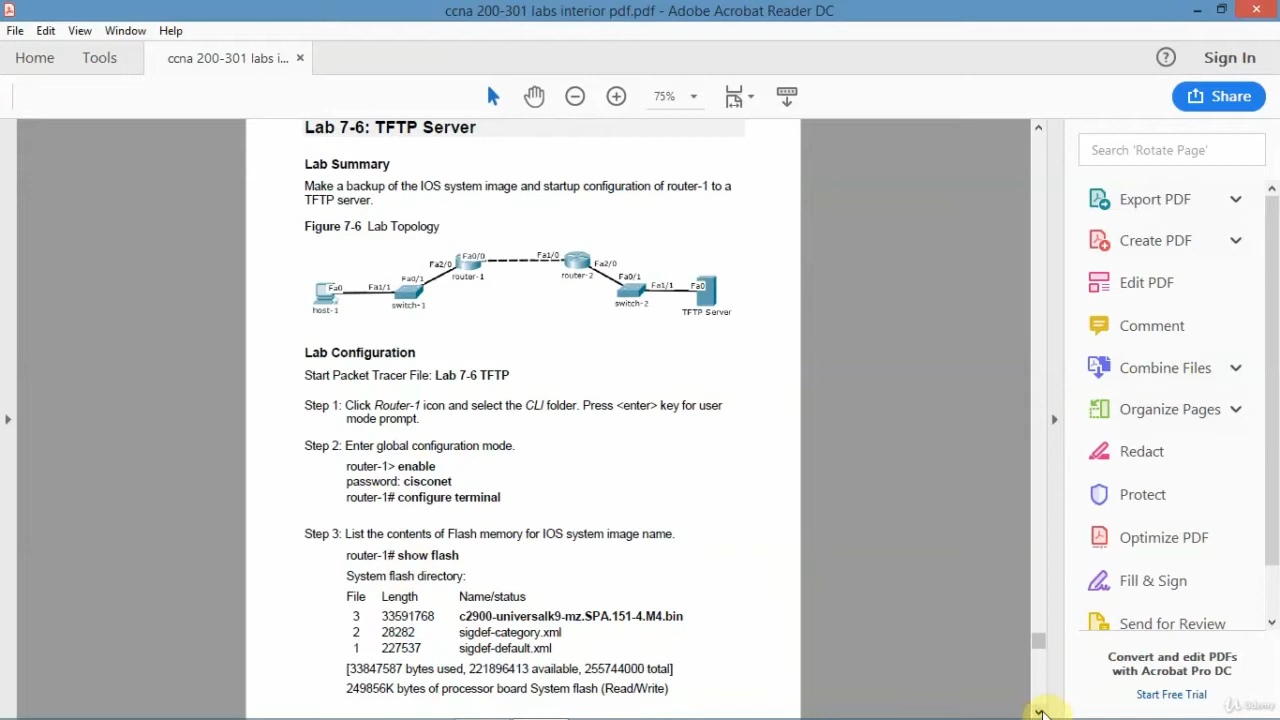 ccna 200-301 labs interior pdf.pdf - Adobe Acrobat Reader DC
File Edit View Window Help
Home Tools ccna 200-301 labs i... × Sign In
75% Share
Lab 7-6: TFTP Server
Lab Summary
Make a backup of the IOS system image and startup configuration of router-1 to a
TFTP server.
Figure 7-6 Lab Topology
Fa0/0 Fa1/0
Fa2/0 Fa2/0
router-1 router-2
Fa0/1 Fa0/1
Fa0 Fa1/1 Fa1/1 Fa0
host-1 switch-1 switch-2 TFTP Server
Lab Configuration
Start Packet Tracer File: Lab 7-6 TFTP
Step 1: Click Router-1 icon and select the CLI folder. Press <enter> key for user
mode prompt.
Step 2: Enter global configuration mode.
router-1> enable
password: cisconet
router-1# configure terminal
Step 3: List the contents of Flash memory for IOS system image name.
router-1# show flash
System flash directory:
File Length Name/status
3 33591768 c2900-universalk9-mz.SPA.151-4.M4.bin
2 28282 sigdef-category.xml
1 227537 sigdef-default.xml
[33847587 bytes used, 221896413 available, 255744000 total]
249856K bytes of processor board System flash (Read/Write)
Search 'Rotate Page'
Export PDF
Create PDF
Edit PDF
Comment
Combine Files
Organize Pages
Redact
Protect
Optimize PDF
Fill & Sign
Send for Review
Convert and edit PDFs
with Acrobat Pro DC
Start Free Trial
Udemy